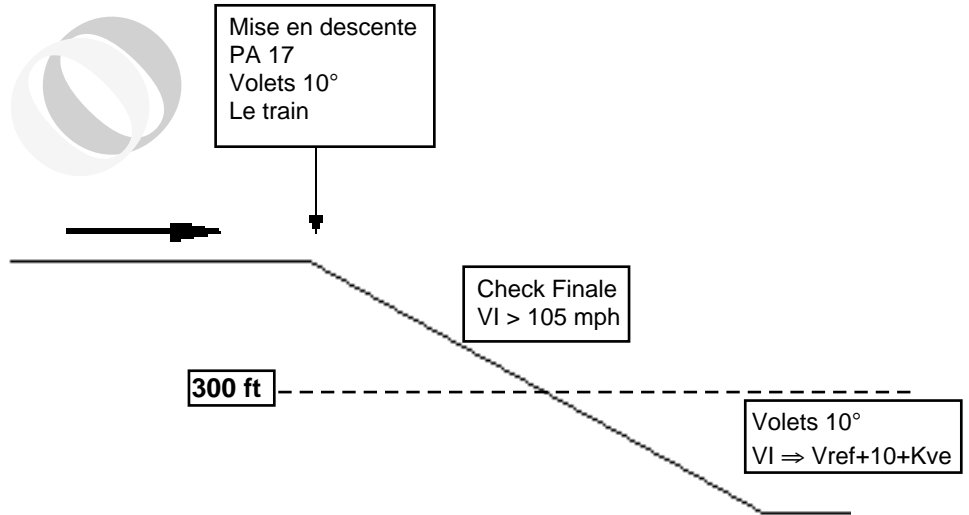 Mise en descente
PA 17
Volets 10°
Le train
Check Finale
VI > 105 mph
300 ft
Volets 10°
VI ⇒ Vref+10+Kve